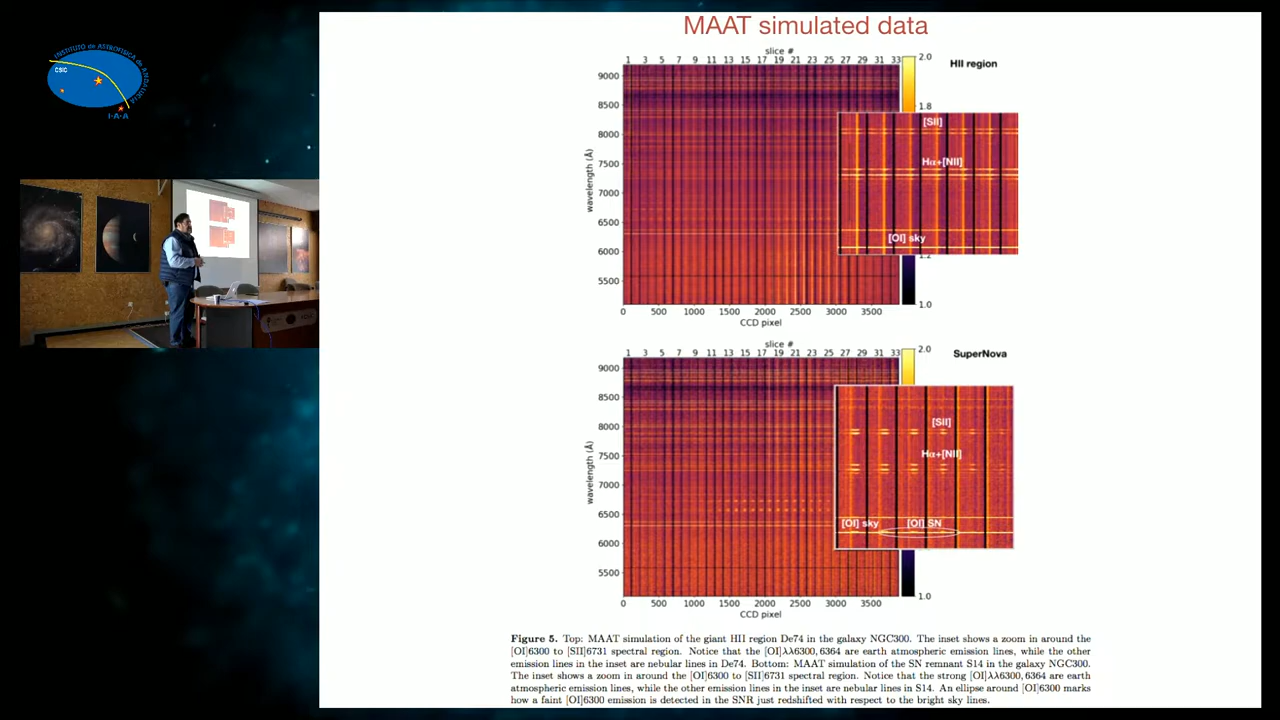 MAAT simulated data
INSTITUTO de ASTROFISICA de ANDALUCIA
CSIC
I·A·A
slice #
1 3 5 7 9 11 13 15 17 19 21 23 25 27 29 31 33
2.0
HII region
9000
8500
1.8
[SII]
8000
Hα+[NII]
7500
wavelength (Å)
7000
6500
[OI] sky
6000
1.2
5500
1.0
0 500 1000 1500 2000 2500 3000 3500
CCD pixel
slice #
1 3 5 7 9 11 13 15 17 19 21 23 25 27 29 31 33
2.0
SuperNova
9000
8500
[SII]
8000
Hα+[NII]
7500
wavelength (Å)
7000
6500
[OI] sky [OI] SN
6000
5500
1.0
0 500 1000 1500 2000 2500 3000 3500
CCD pixel
Figure 5. Top: MAAT simulation of the giant HII region De74 in the galaxy NGC300. The inset shows a zoom in around the
[OI]6300 to [SII]6731 spectral region. Notice that the [OI]λλ6300, 6364 are earth atmospheric emission lines, while the other
emission lines in the inset are nebular lines in De74. Bottom: MAAT simulation of the SN remnant S14 in the galaxy NGC300.
The inset shows a zoom in around the [OI]6300 to [SII]6731 spectral region. Notice that the strong [OI]λλ6300, 6364 are earth
atmospheric emission lines, while the other emission lines in the inset are nebular lines in S14. An ellipse around [OI]6300 marks
how a faint [OI]6300 emission is detected in the SNR just redshifted with respect to the bright sky lines.